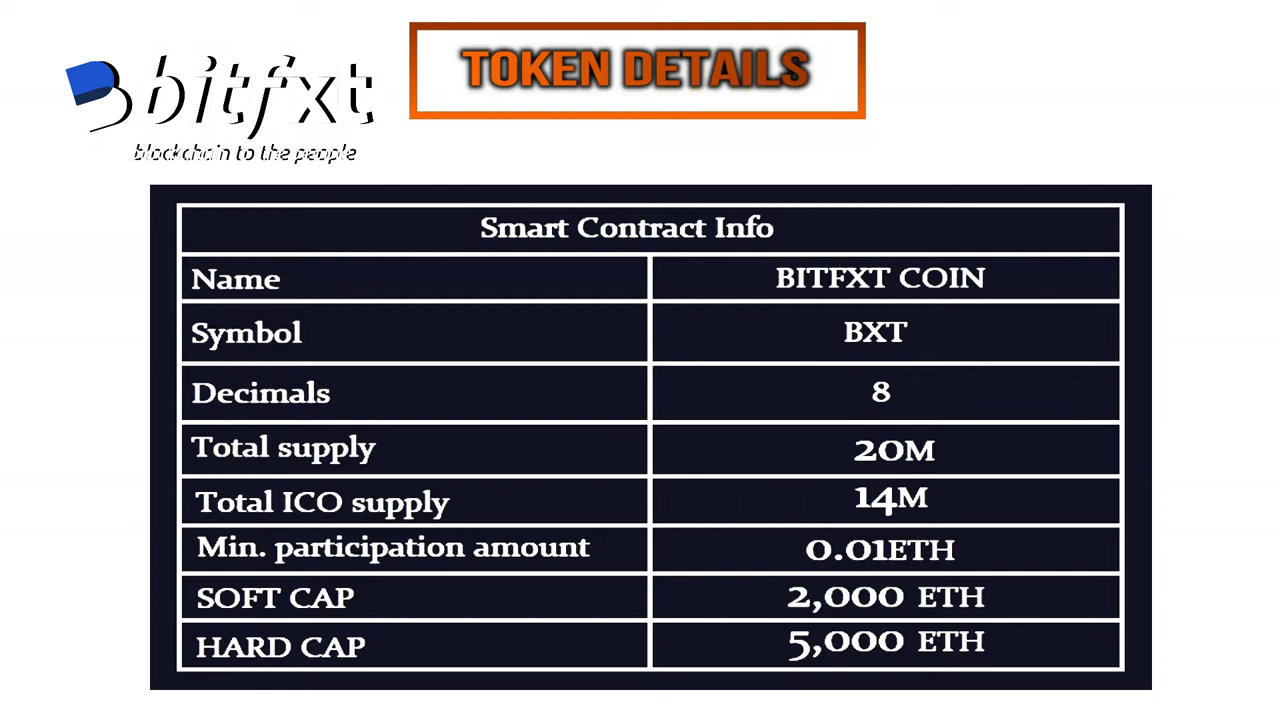 bitfxt
blockchain to the people
TOKEN DETAILS
Smart Contract Info
Name BITFXT COIN
Symbol BXT
Decimals 8
Total supply 20M
Total ICO supply 14M
Min. participation amount 0.01ETH
SOFT CAP 2,000 ETH
HARD CAP 5,000 ETH